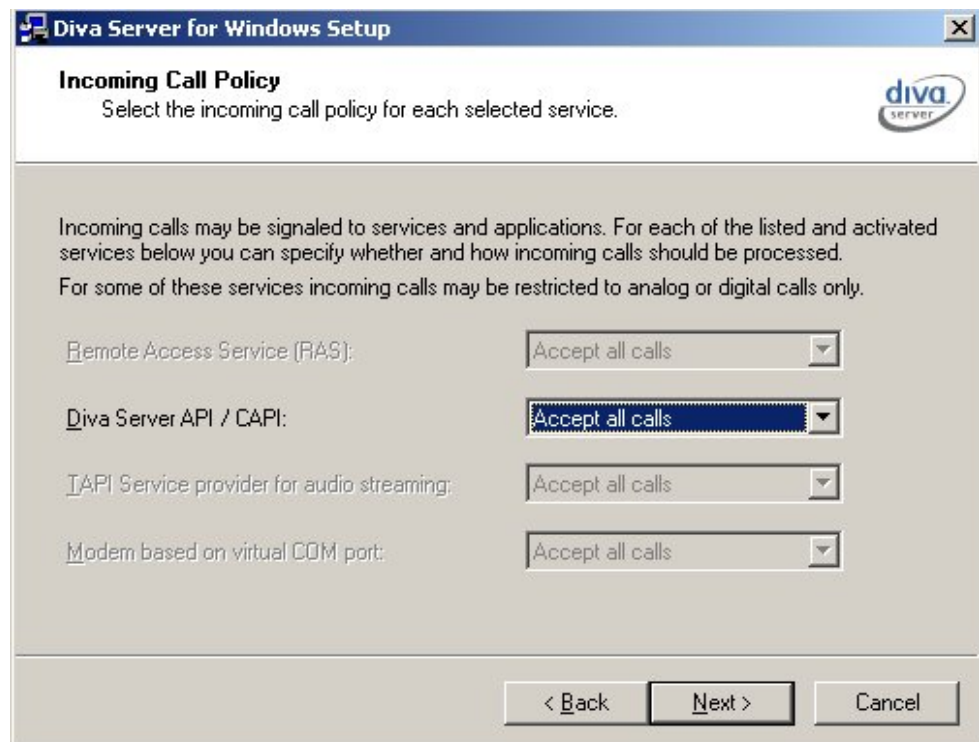 Diva Server for Windows Setup
Incoming Call Policy
Select the incoming call policy for each selected service.
diva.
server
Incoming calls may be signaled to services and applications. For each of the listed and activated
services below you can specify whether and how incoming calls should be processed.
For some of these services incoming calls may be restricted to analog or digital calls only.
Remote Access Service (RAS): Accept all calls
Diva Server API / CAPI: Accept all calls
TAPI Service provider for audio streaming: Accept all calls
Modem based on virtual COM port: Accept all calls
< Back Next > Cancel